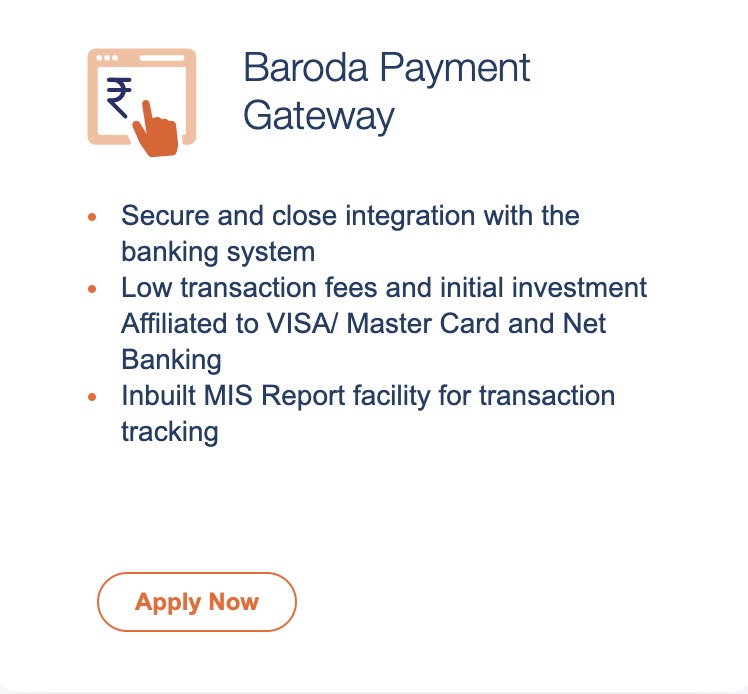 ₹
Baroda Payment
Gateway
• Secure and close integration with the
banking system
• Low transaction fees and initial investment
Affiliated to VISA/ Master Card and Net
Banking
• Inbuilt MIS Report facility for transaction
tracking
Apply Now